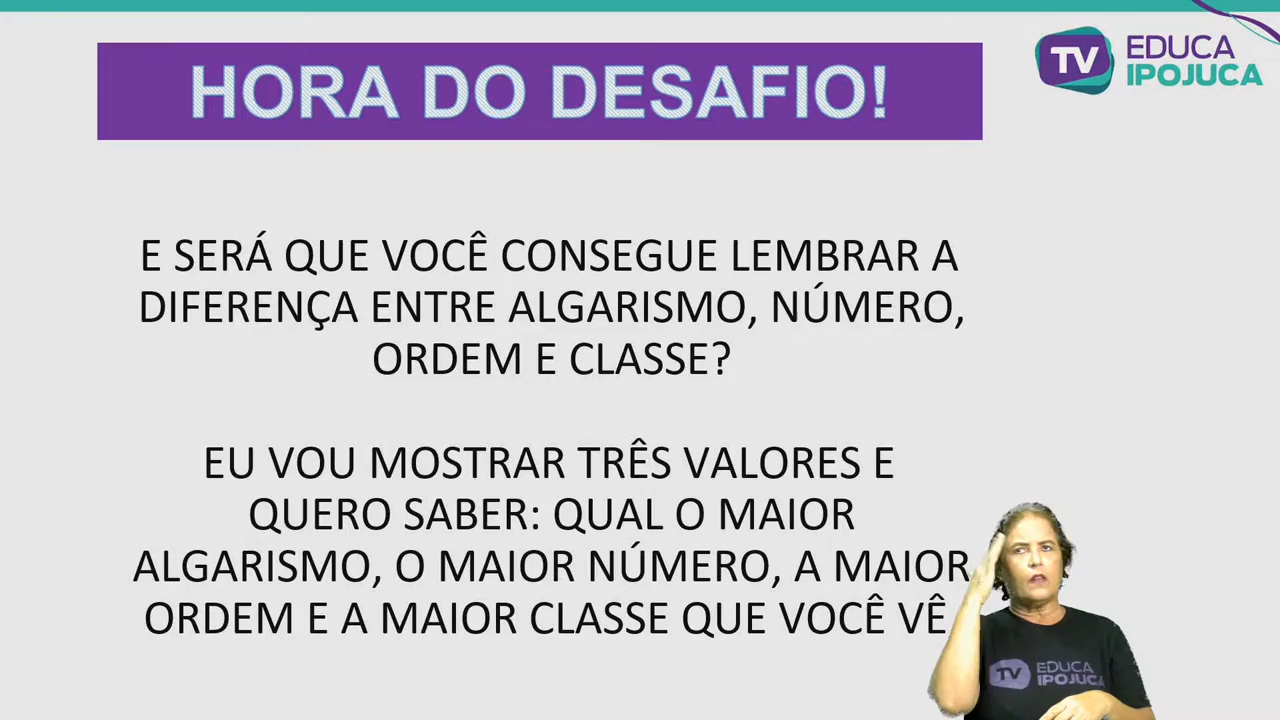 HORA DO DESAFIO!
TV EDUCA
IPOJUCA
E SERÁ QUE VOCÊ CONSEGUE LEMBRAR A
DIFERENÇA ENTRE ALGARISMO, NÚMERO,
ORDEM E CLASSE?
EU VOU MOSTRAR TRÊS VALORES E
QUERO SABER: QUAL O MAIOR
ALGARISMO, O MAIOR NÚMERO, A MAIOR
ORDEM E A MAIOR CLASSE QUE VOCÊ VÊ
TV EDUCA
IPOJUCA